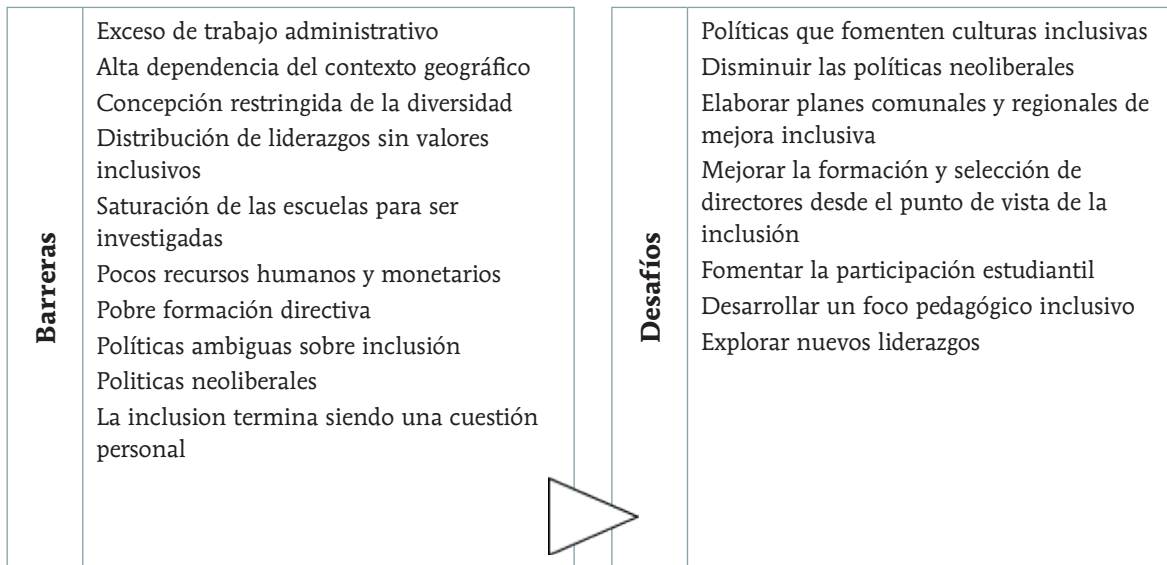 Barreras
Exceso de trabajo administrativo
Alta dependencia del contexto geográfico
Concepción restringida de la diversidad
Distribución de liderazgos sin valores
inclusivos
Saturación de las escuelas para ser
investigadas
Pocos recursos humanos y monetarios
Pobre formación directiva
Políticas ambiguas sobre inclusión
Politicas neoliberales
La inclusion termina siendo una cuestión
personal
Desafíos
Políticas que fomenten culturas inclusivas
Disminuir las políticas neoliberales
Elaborar planes comunales y regionales de
mejora inclusiva
Mejorar la formación y selección de
directores desde el punto de vista de la
inclusión
Fomentar la participación estudiantil
Desarrollar un foco pedagógico inclusivo
Explorar nuevos liderazgos